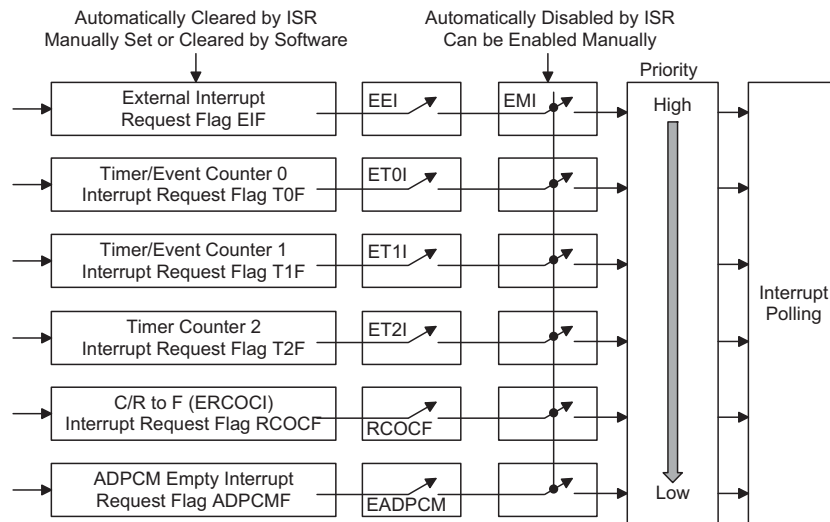 Automatically Cleared by ISR
Manually Set or Cleared by Software
Automatically Disabled by ISR
Can be Enabled Manually
Priority
External Interrupt
Request Flag EIF
EEI
EMI
High
Timer/Event Counter 0
Interrupt Request Flag T0F
ET0I
Timer/Event Counter 1
Interrupt Request Flag T1F
ET1I
Interrupt
Polling
Timer Counter 2
Interrupt Request Flag T2F
ET2I
C/R to F (ERCOCI)
Interrupt Request Flag RCOCF
RCOCF
ADPCM Empty Interrupt
Request Flag ADPCMF
EADPCM
Low